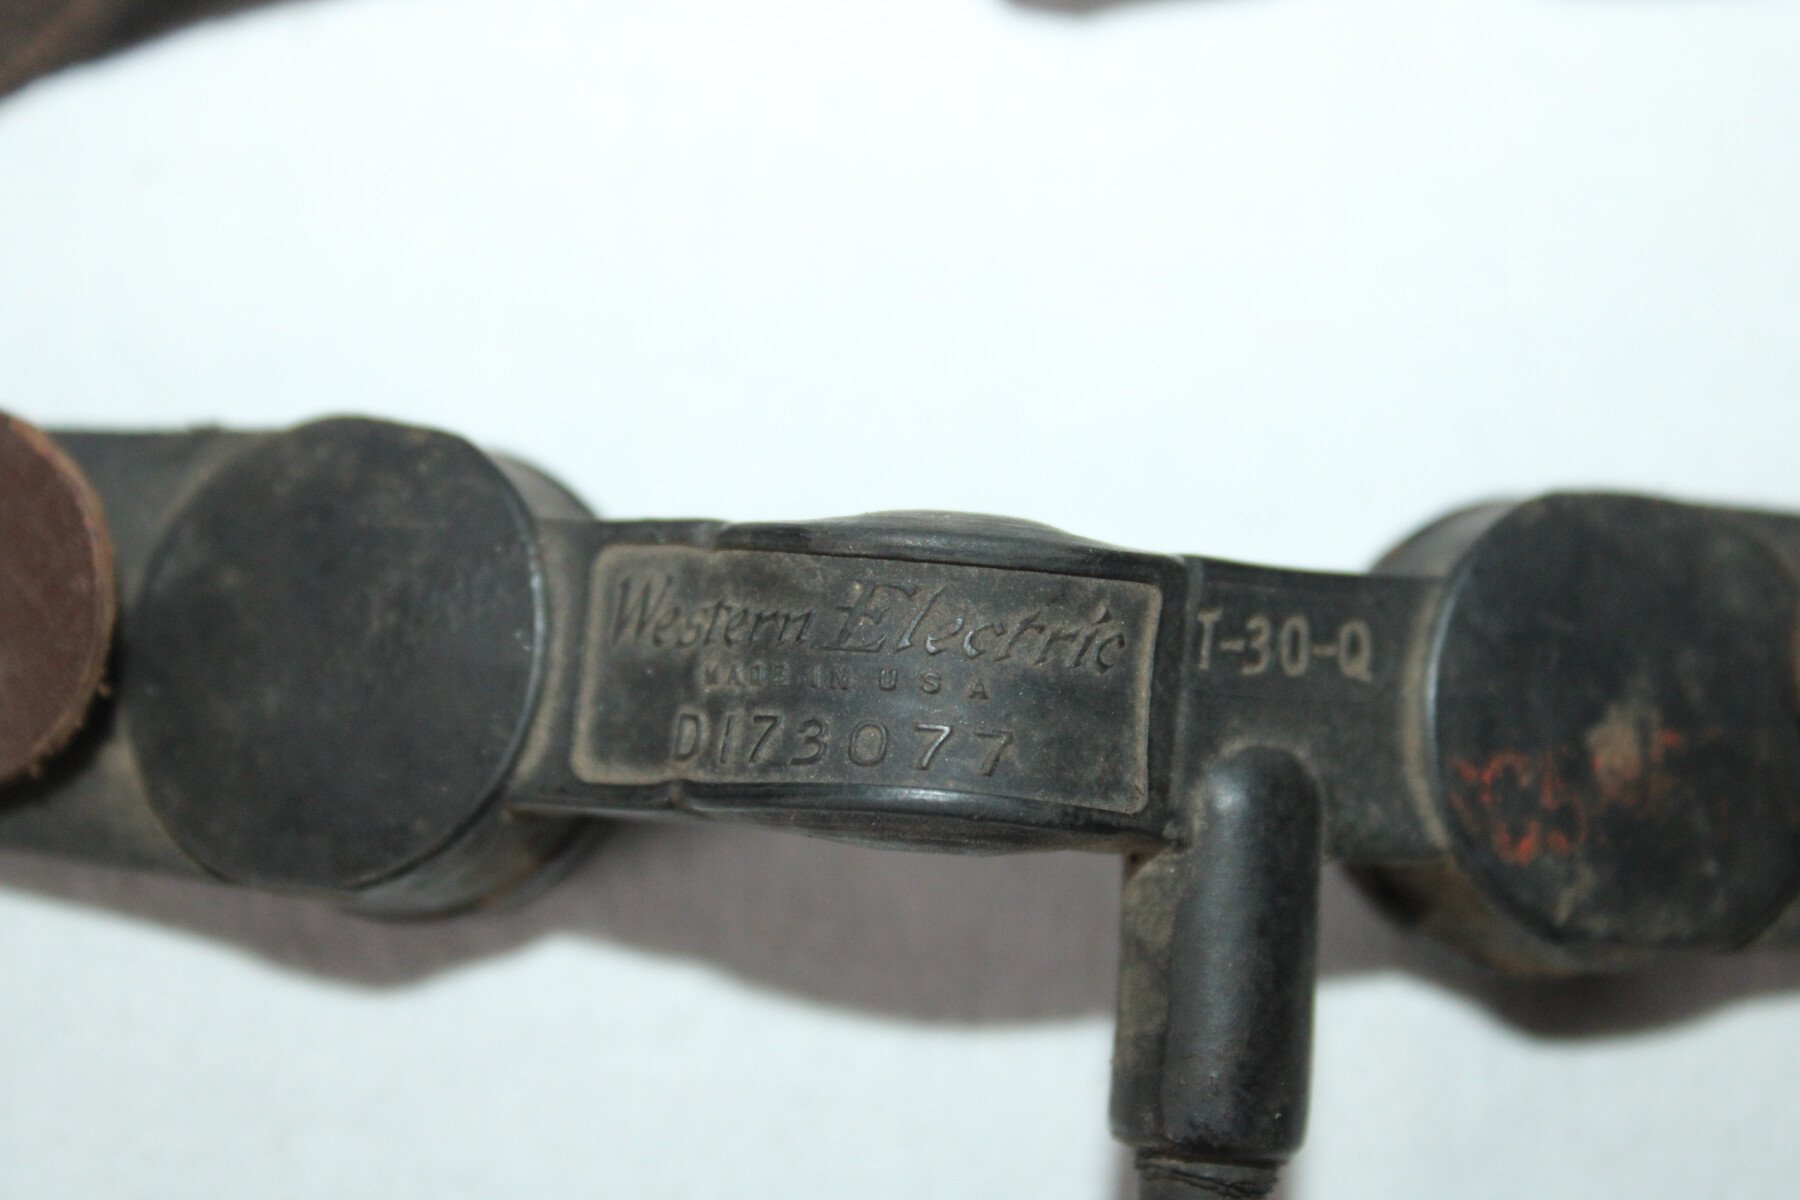 Western Electric
MADE IN U S A
D173077
T-30-Q